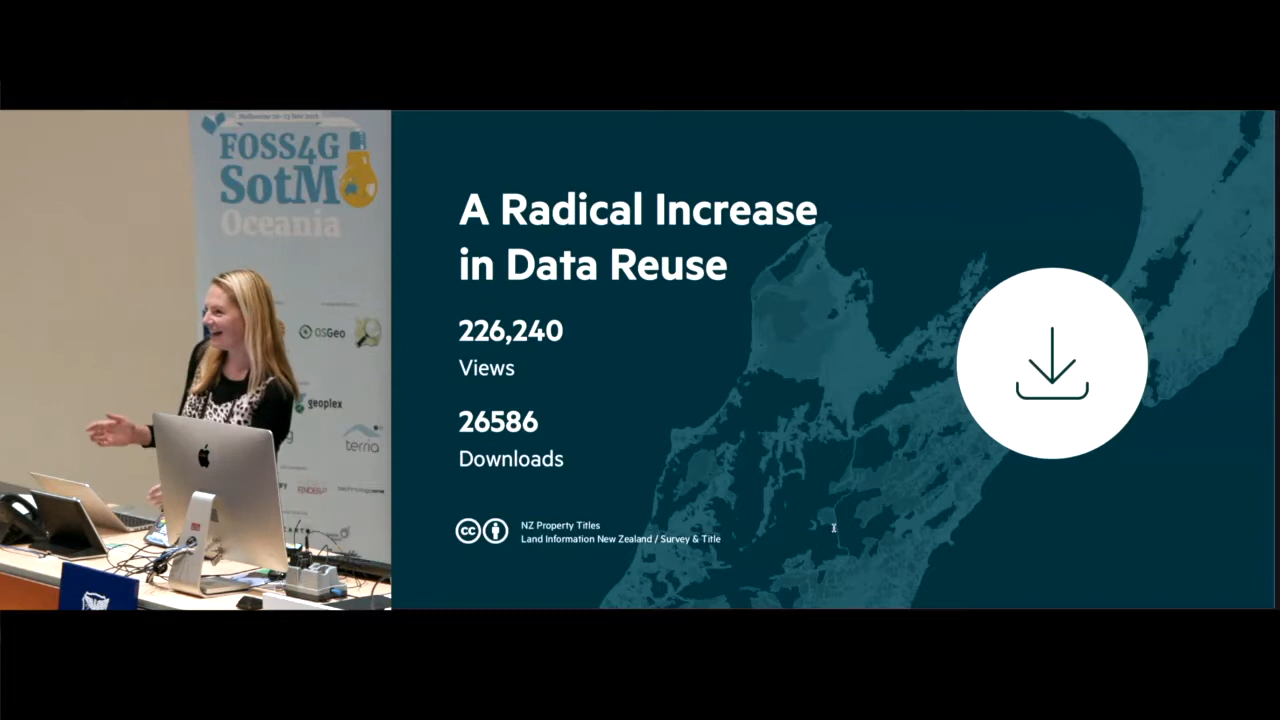 FOSS4G
SotM
Oceania
OSGeo
geoplex
terria
A Radical Increase
in Data Reuse
226,240
Views
26586
Downloads
cc
NZ Property Titles
Land Information New Zealand / Survey & Title